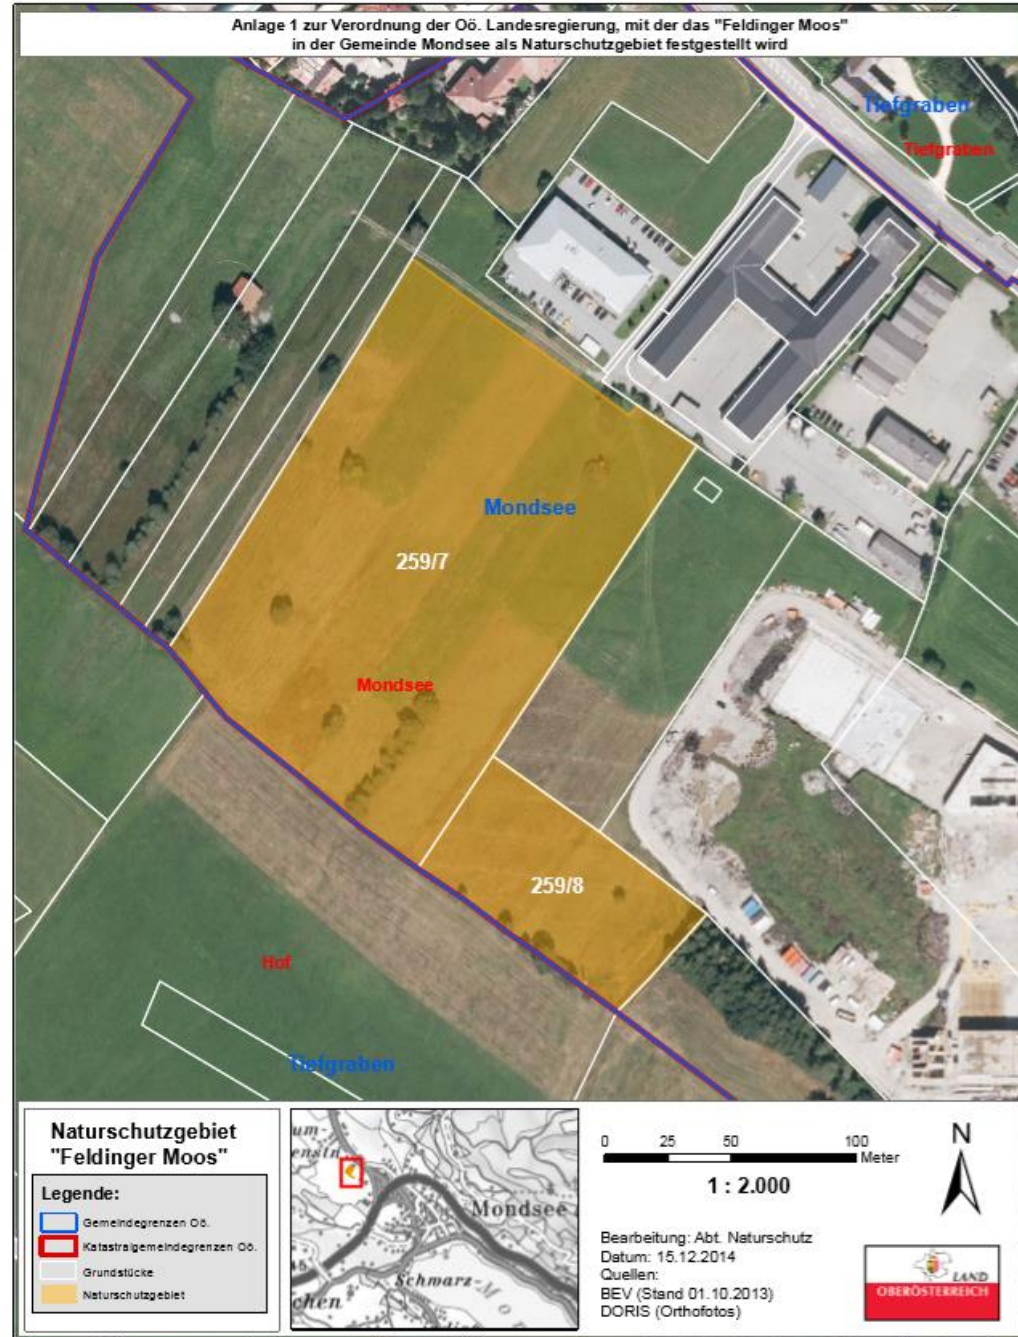 Anlage 1 zur Verordnung der Oö. Landesregierung, mit der das "Feldinger Moos"
in der Gemeinde Mondsee als Naturschutzgebiet festgestellt wird
Tiefgraben
Tiefgraben
Mondsee
259/7
Mondsee
259/8
Hof
Tiefgraben
Naturschutzgebiet
"Feldinger Moos"
Legende:
Gemeindegrenzen Oö.
Katastralgemeindegrenzen Oö.
Grundstücke
Naturschutzgebiet
Mondsee
Schmarz-
chen
0 25 50 100
Meter
1 : 2.000
N
Bearbeitung: Abt. Naturschutz
Datum: 15.12.2014
Quellen:
BEV (Stand 01.10.2013)
DORIS (Orthofotos)
LAND
OBERÖSTERREICH